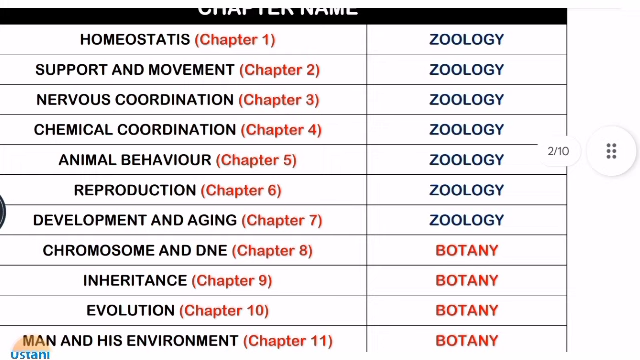 CHAPTER NAME
HOMEOSTATIS (Chapter 1) ZOOLOGY
SUPPORT AND MOVEMENT (Chapter 2) ZOOLOGY
NERVOUS COORDINATION (Chapter 3) ZOOLOGY
CHEMICAL COORDINATION (Chapter 4) ZOOLOGY
ANIMAL BEHAVIOUR (Chapter 5) ZOOLOGY
2/10
REPRODUCTION (Chapter 6) ZOOLOGY
DEVELOPMENT AND AGING (Chapter 7) ZOOLOGY
CHROMOSOME AND DNE (Chapter 8) BOTANY
INHERITANCE (Chapter 9) BOTANY
EVOLUTION (Chapter 10) BOTANY
MAN AND HIS ENVIRONMENT (Chapter 11) BOTANY
Ustani